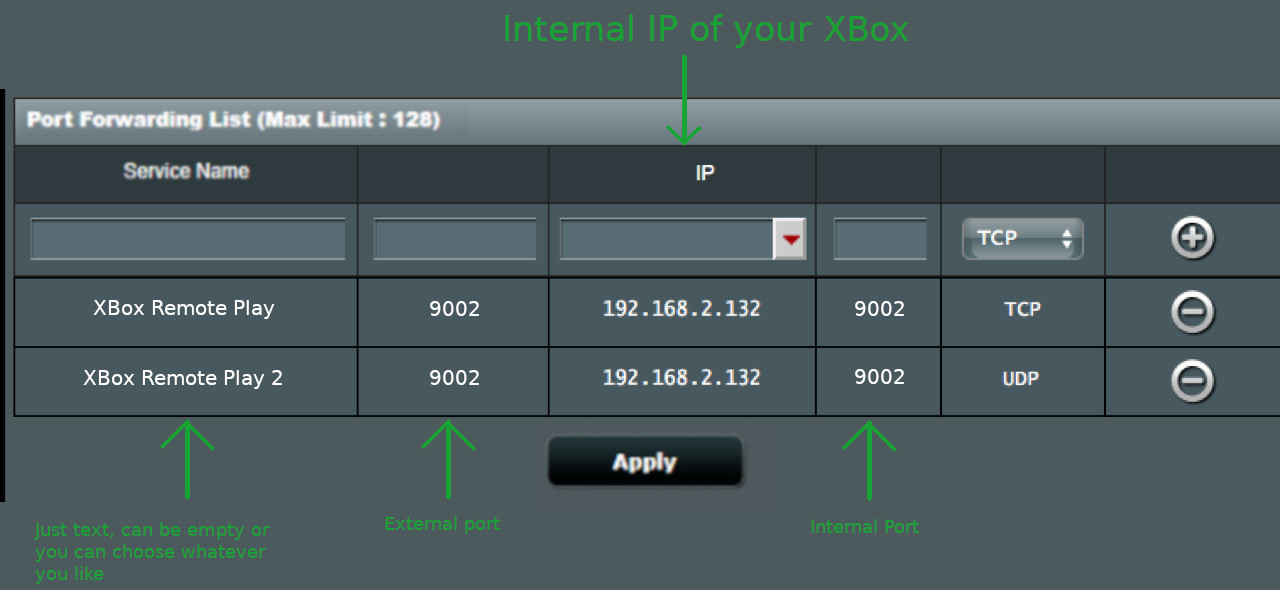 Internal IP of your XBox
Port Forwarding List (Max Limit : 128)
Service Name IP
TCP
XBox Remote Play 9002 192.168.2.132 9002 TCP
XBox Remote Play 2 9002 192.168.2.132 9002 UDP
Apply
Just text, can be empty or
you can choose whatever
you like
External port
Internal Port